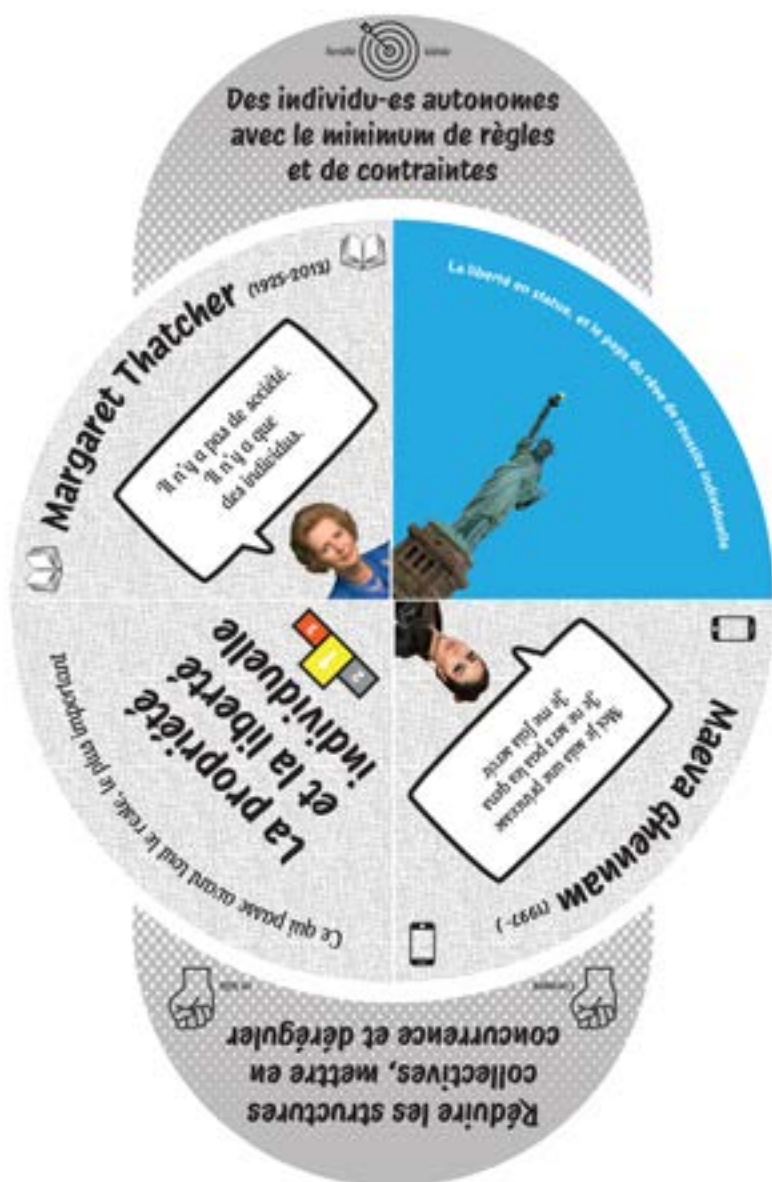 Des individu-es autonomes
avec le minimum de règles
et de contraintes
Margaret Thatcher (1925-2013)
Il n'y a pas de société.
Il n'y a que
des individus.
La liberté en statue, et le pays du rêve de réussite individuelle
La propriété
et la liberté
individuelle
1
2
Ce qui passe avant tout le reste, le plus important
Maeva Ghennam (1997- )
Moi je suis une princesse
Je ne sers pas les gens
Je me fais servir
Réduire les structures
collectives, mettre en
concurrence et déréguler